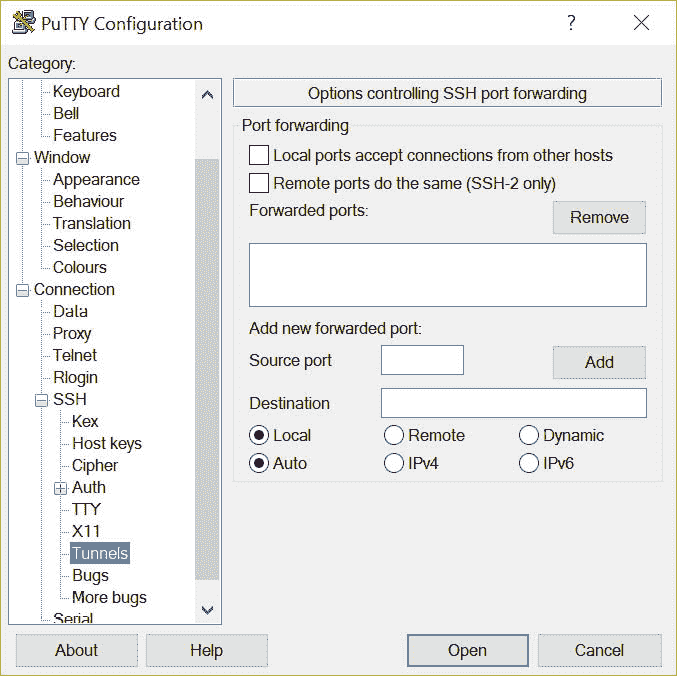 PuTTY Configuration
?
Category:
Keyboard
Bell
Features
Window
Appearance
Behaviour
Translation
Selection
Colours
Connection
Data
Proxy
Telnet
Rlogin
SSH
Kex
Host keys
Cipher
Auth
TTY
X11
Tunnels
Bugs
More bugs
Serial
Options controlling SSH port forwarding
Port forwarding
Local ports accept connections from other hosts
Remote ports do the same (SSH-2 only)
Forwarded ports:
Remove
Add new forwarded port:
Source port
Add
Destination
Local Remote Dynamic
Auto IPv4 IPv6
About Help Open Cancel